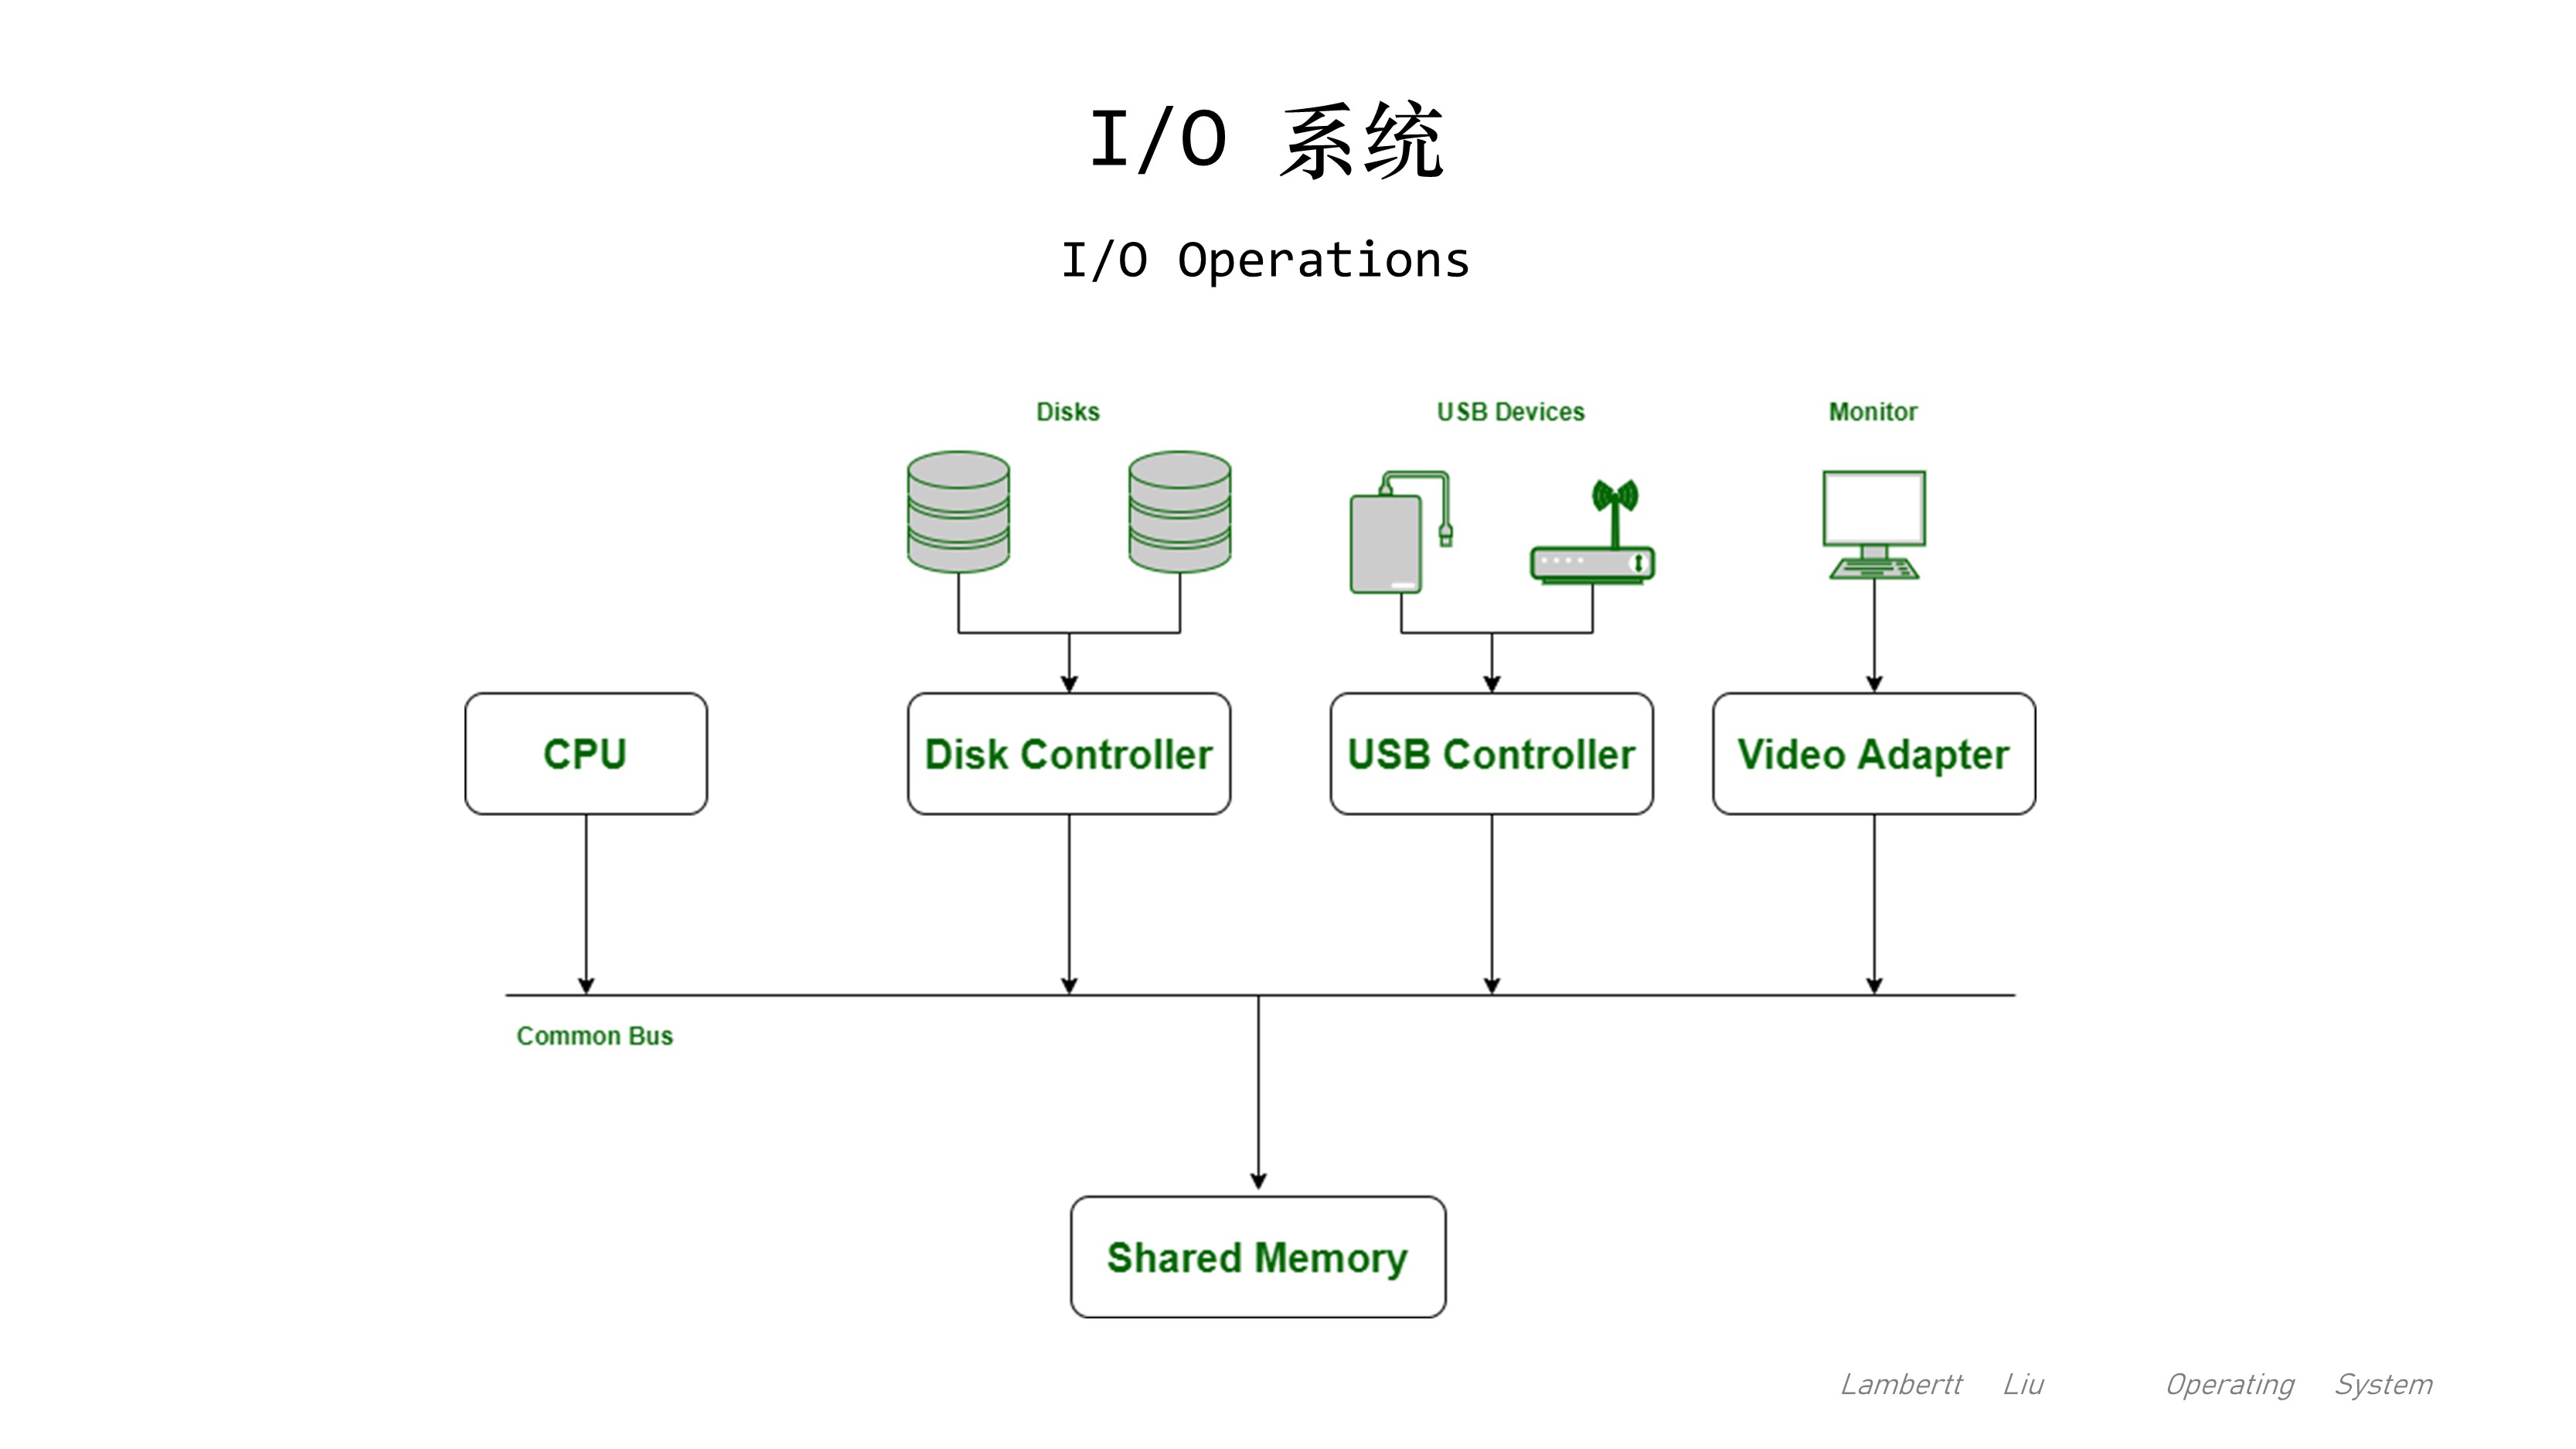 I/O 系统
I/O Operations
Disks
USB Devices
Monitor
CPU
Disk Controller
USB Controller
Video Adapter
Common Bus
Shared Memory
Lambertt Liu Operating System